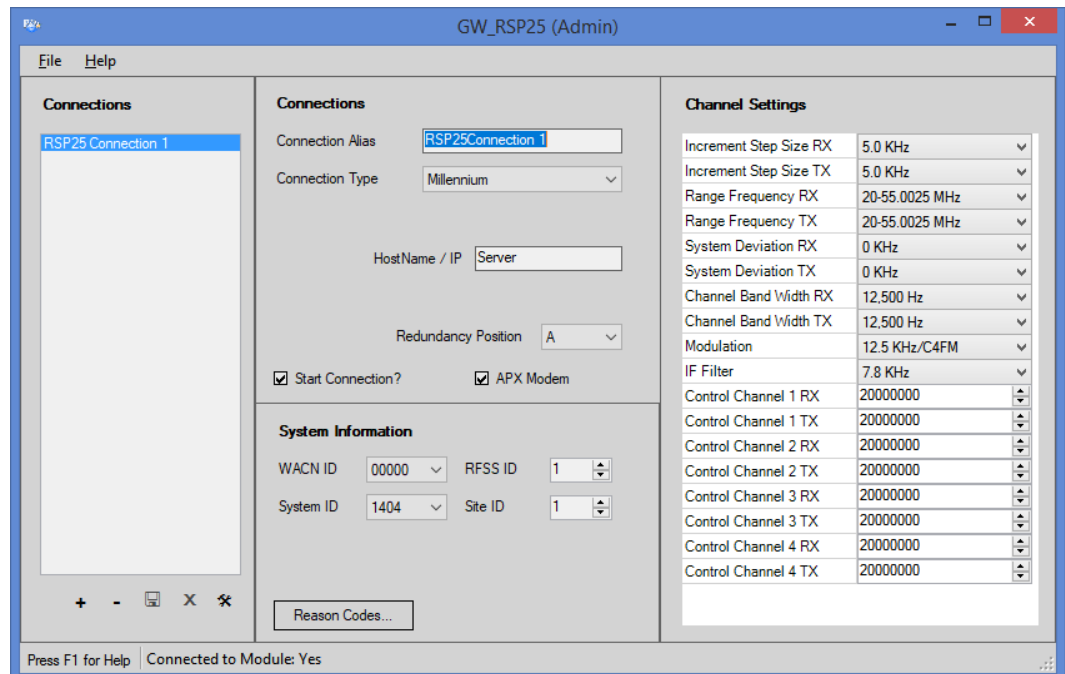 GW_RSP25 (Admin)
File Help
Connections
RSP25 Connection 1
+ - X
Connections
Connection Alias RSP25Connection 1
Connection Type Millennium
HostName / IP Server
Redundancy Position A
Start Connection? APX Modem
System Information
WACN ID 00000 RFSS ID 1
System ID 1404 Site ID 1
Reason Codes...
Channel Settings
Increment Step Size RX 5.0 KHz
Increment Step Size TX 5.0 KHz
Range Frequency RX 20-55.0025 MHz
Range Frequency TX 20-55.0025 MHz
System Deviation RX 0 KHz
System Deviation TX 0 KHz
Channel Band Width RX 12,500 Hz
Channel Band Width TX 12,500 Hz
Modulation 12.5 KHz/C4FM
IF Filter 7.8 KHz
Control Channel 1 RX 20000000
Control Channel 1 TX 20000000
Control Channel 2 RX 20000000
Control Channel 2 TX 20000000
Control Channel 3 RX 20000000
Control Channel 3 TX 20000000
Control Channel 4 RX 20000000
Control Channel 4 TX 20000000
Press F1 for Help Connected to Module: Yes